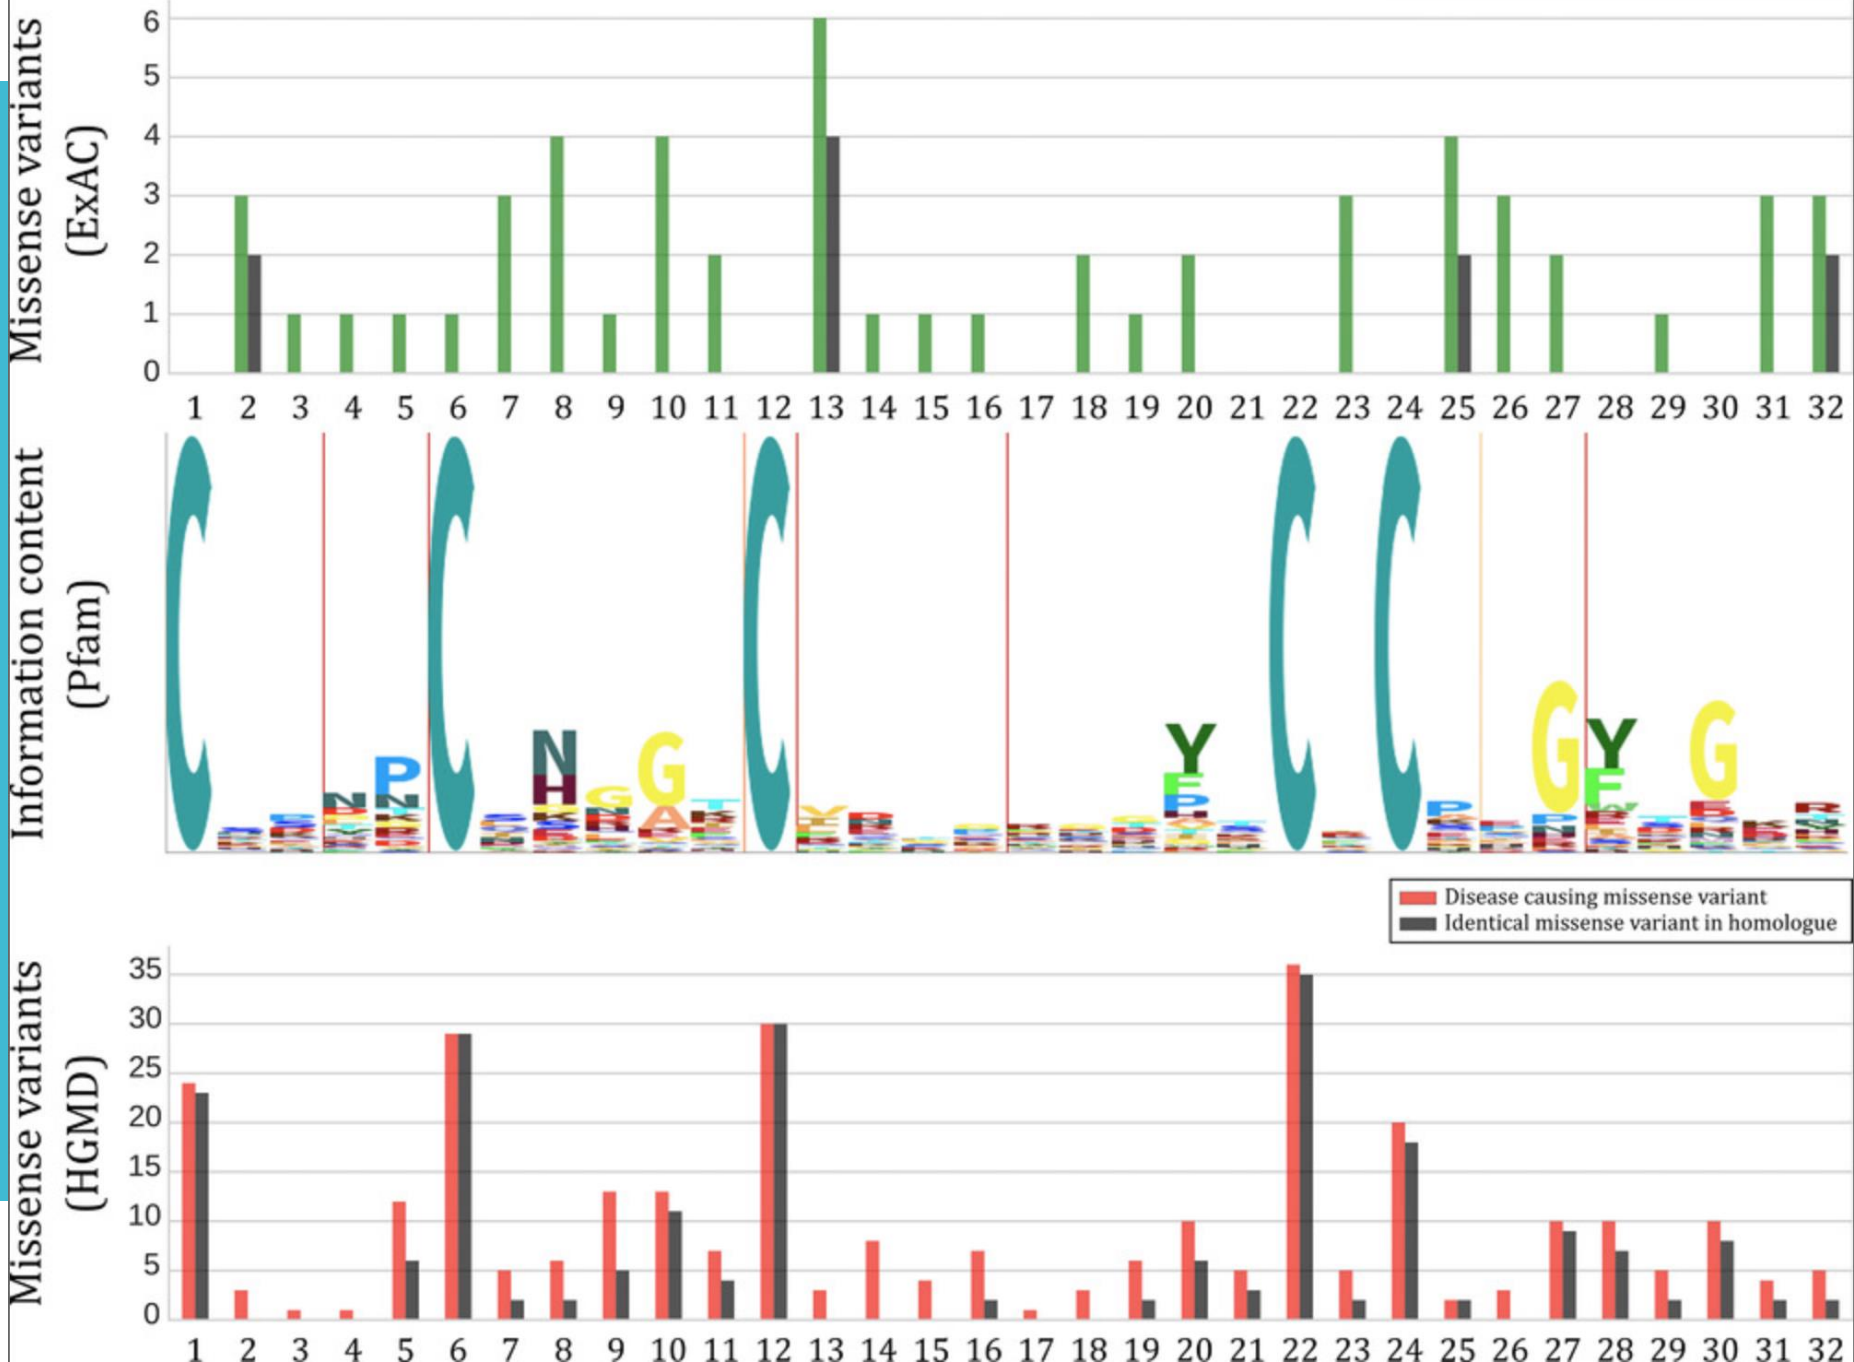 Missense variants
(ExAC)
6
5
4
3
2
1
0
1 2 3 4 5 6 7 8 9 10 11 12 13 14 15 16 17 18 19 20 21 22 23 24 25 26 27 28 29 30 31 32
Information content
(Pfam)
C C C C C
N H G G A T P N Y F P G Y F G
Disease causing missense variant
Identical missense variant in homologue
Missense variants
(HGMD)
35
30
25
20
15
10
5
0
1 2 3 4 5 6 7 8 9 10 11 12 13 14 15 16 17 18 19 20 21 22 23 24 25 26 27 28 29 30 31 32